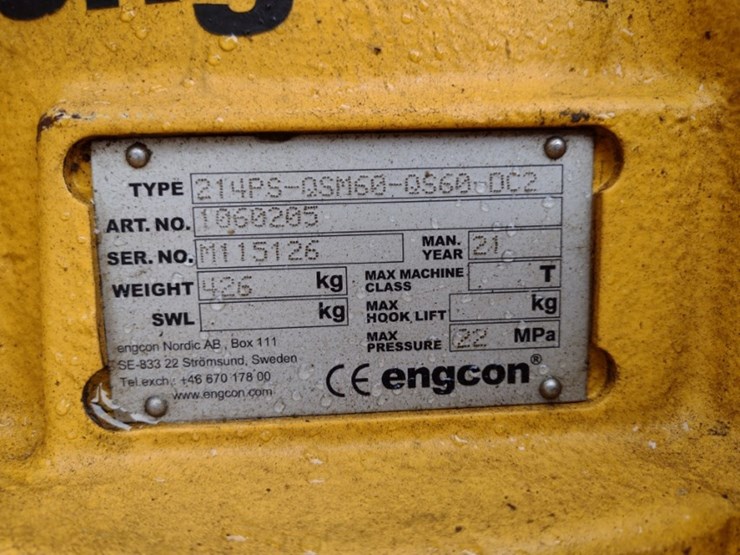 TYPE 214PS-QSM60-QS60-DC2
ART. NO. 1060205
SER. NO. M115126 MAN. YEAR 21
WEIGHT 426 kg MAX MACHINE CLASS T
SWL kg MAX HOOK LIFT kg
MAX PRESSURE 22 MPa
engcon Nordic AB , Box 111
SE-833 22 Strömsund, Sweden
Tel.exch.: +46 670 178 00
www.engcon.com
CE engcon®